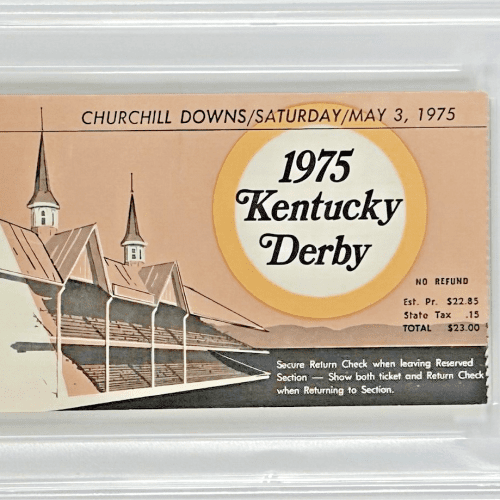 CHURCHILL DOWNS/SATURDAY/MAY 3, 1975
1975
Kentucky
Derby
NO REFUND
Est. Pr. $22.85
State Tax .15
TOTAL $23.00
Secure Return Check when leaving Reserved
Section — Show both ticket and Return Check
when Returning to Section.